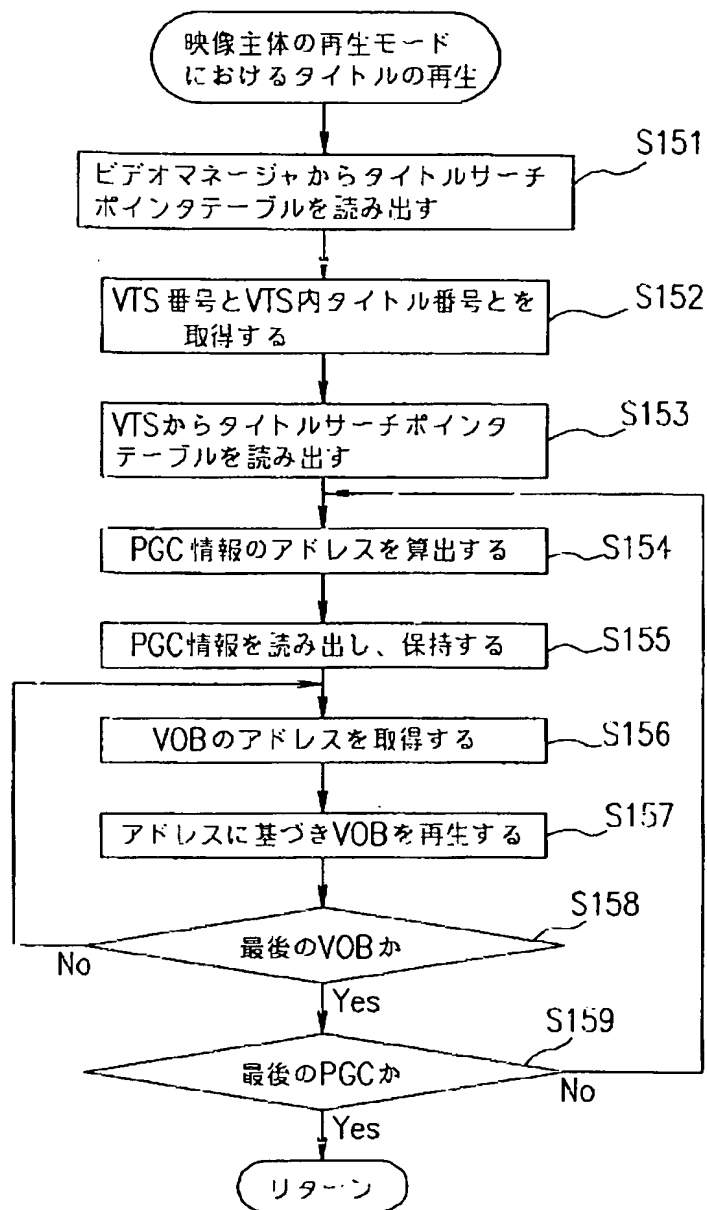 映像主体の再生モード
におけるタイトルの再生
S151
ビデオマネージャからタイトルサーチ
ポインタテーブルを読み出す
S152
VTS番号とVTS内タイトル番号とを
取得する
S153
VTSからタイトルサーチポインタ
テーブルを読み出す
PGC情報のアドレスを算出する
S154
PGC情報を読み出し、保持する
S155
VOBのアドレスを取得する
S156
アドレスに基づきVOBを再生する
S157
S158
最後のVOBか
No
Yes
S159
最後のPGCか
No
Yes
リターン